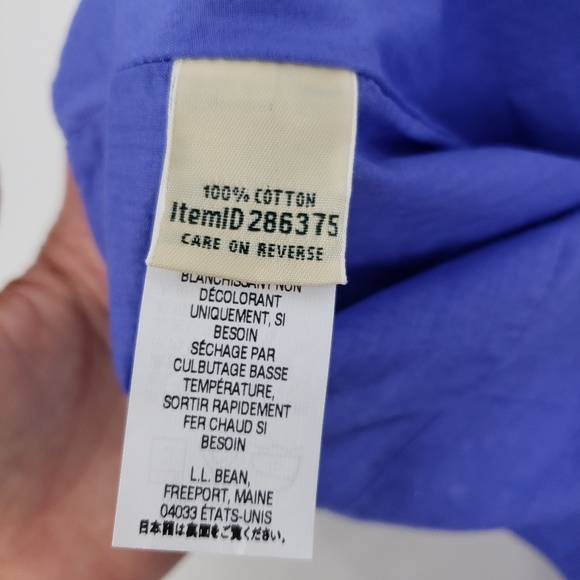 100% COTTON
ItemID 286375
CARE ON REVERSE
BLANCHISSANT NON
DÉCOLORANT
UNIQUEMENT, SI
BESOIN
SÉCHAGE PAR
CULBUTAGE BASSE
TEMPÉRATURE,
SORTIR RAPIDEMENT
FER CHAUD SI
BESOIN
L.L. BEAN,
FREEPORT, MAINE
04033 ÉTATS-UNIS
日本語は裏面をご覧ください。